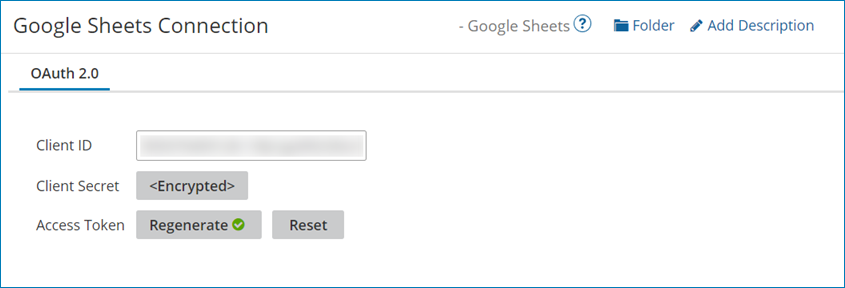 Google Sheets Connection - Google Sheets ? Folder Add Description
OAuth 2.0
Client ID
Client Secret <Encrypted>
Access Token Regenerate Reset